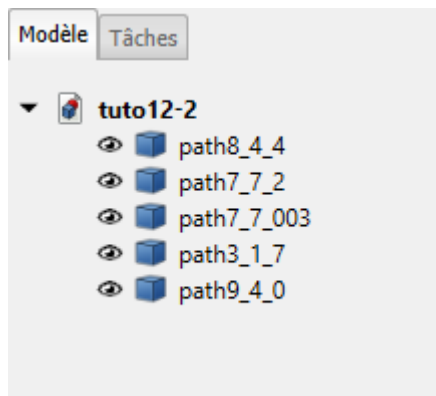 Modèle Tâches
tuto12-2
path8_4_4
path7_7_2
path7_7_003
path3_1_7
path9_4_0